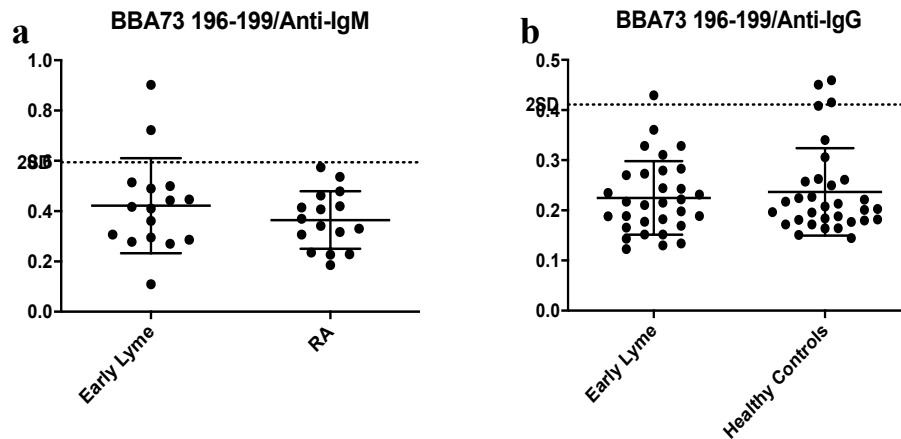 a
BBA73 196-199/Anti-IgM
1.0
0.8
0.6
2SD
0.4
0.2
0.0
Early Lyme
RA
b
BBA73 196-199/Anti-IgG
0.5
2SD
0.4
0.3
0.2
0.1
0.0
Early Lyme
Healthy Controls